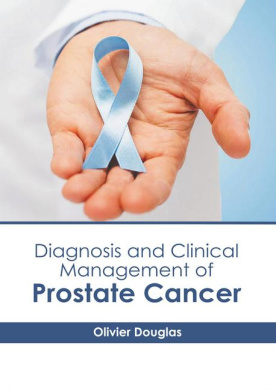 Diagnosis and Clinical
Management of
Prostate Cancer
Olivier Douglas